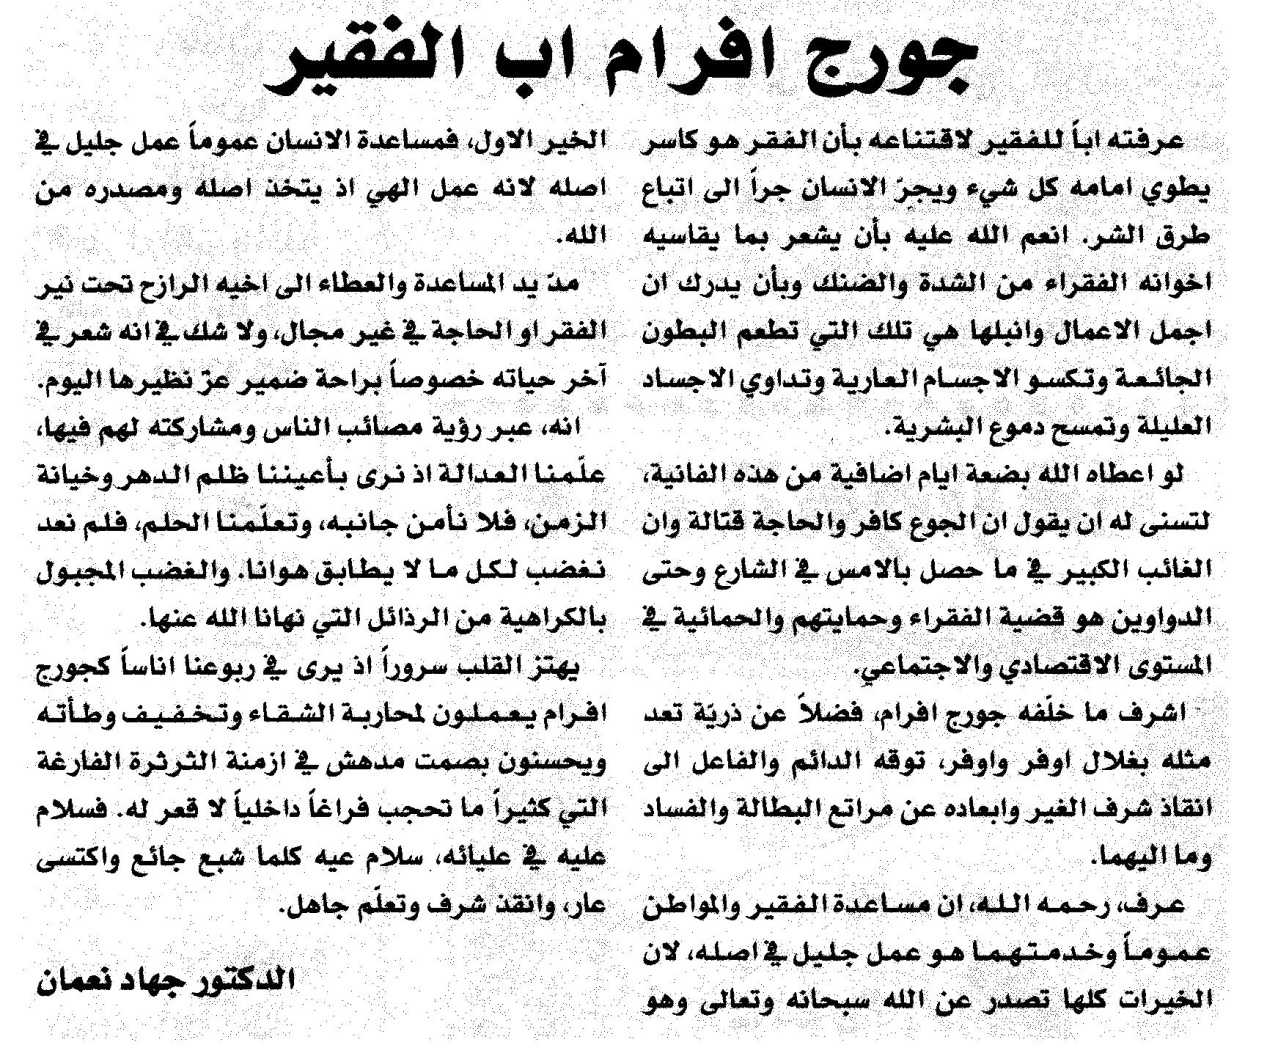 جورج افرام اب الفقير
عرفته اباً للفقير لاقتناعه بأن الفقر هو كاسر
يطوي امامه كل شيء ويجرّ الانسان جراً الى اتباع
طرق الشر. انعم الله عليه بأن يشعر بما يقاسيه
اخوانه الفقراء من الشدة والضنك وبأن يدرك ان
اجمل الاعمال وانبلها هي تلك التي تطعم البطون
الجائعة وتكسو الاجسام العارية وتداوي الاجساد
العليلة وتمسح دموع البشرية.
لو اعطاه الله بضعة ايام اضافية من هذه الفانية،
لتسنى له ان يقول ان الجوع كافر والحاجة قتالة وان
الغائب الكبير في ما حصل بالامس في الشارع وحتى
الدواوين هو قضية الفقراء وحمايتهم والحمائية في
المستوى الاقتصادي والاجتماعي.
اشرف ما خلّفه جورج افرام، فضلاً عن ذريّة تعد
مثله بغلال اوفر واوفر، توقه الدائم والفاعل الى
انقاذ شرف الغير وابعاده عن مراتع البطالة والفساد
وما اليهما.
عرف، رحمه الله، ان مساعدة الفقير والمواطن
عموماً وخدمتهما هو عمل جليل في اصله، لان
الخيرات كلها تصدر عن الله سبحانه وتعالى وهو
الخير الاول، فمساعدة الانسان عموماً عمل جليل في
اصله لانه عمل الهي اذ يتخذ اصله ومصدره من
الله.
مدّ يد المساعدة والعطاء الى اخيه الرازح تحت نير
الفقر او الحاجة في غير مجال، ولا شك في انه شعر في
آخر حياته خصوصاً براحة ضمير عزّ نظيرها اليوم.
انه، عبر رؤية مصائب الناس ومشاركته لهم فيها،
علّمنا العدالة اذ نرى بأعيننا ظلم الدهر وخيانة
الزمن، فلا نأمن جانبه، وتعلّمنا الحلم، فلم نعد
نغضب لكل ما لا يطابق هوانا. والغضب المجبول
بالكراهية من الرذائل التي نهانا الله عنها.
يهتز القلب سروراً اذ يرى في ربوعنا اناساً كجورج
افرام يعملون لمحاربة الشقاء وتخفيف وطأته
ويحسنون بصمت مدهش في ازمنة الثرثرة الفارغة
التي كثيراً ما تحجب فراغاً داخلياً لا قعر له. فسلام
عليه في عليائه، سلام عيه كلما شبع جائع واكتسى
عار، وانقذ شرف وتعلّم جاهل.
الدكتور جهاد نعمان